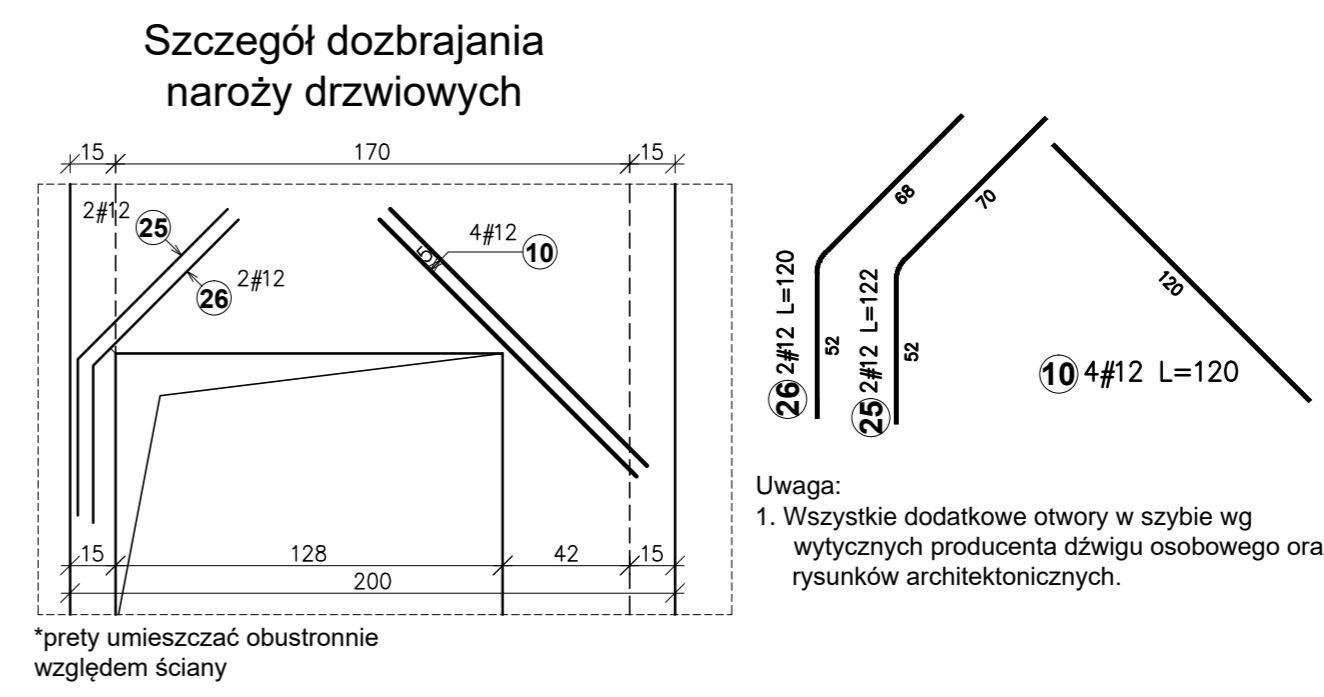 Szczegół dozbrajania
naroży drzwiowych
15
170
15
2#12
25
2#12
26
5
4#12
10
15
128
42
15
200
*prety umieszczać obustronnie
względem ściany
68
70
120
26 2#12 L=120
52
25 2#12 L=122
52
10 4#12 L=120
Uwaga:
1. Wszystkie dodatkowe otwory w szybie wg
wytycznych producenta dźwigu osobowego ora
rysunków architektonicznych.